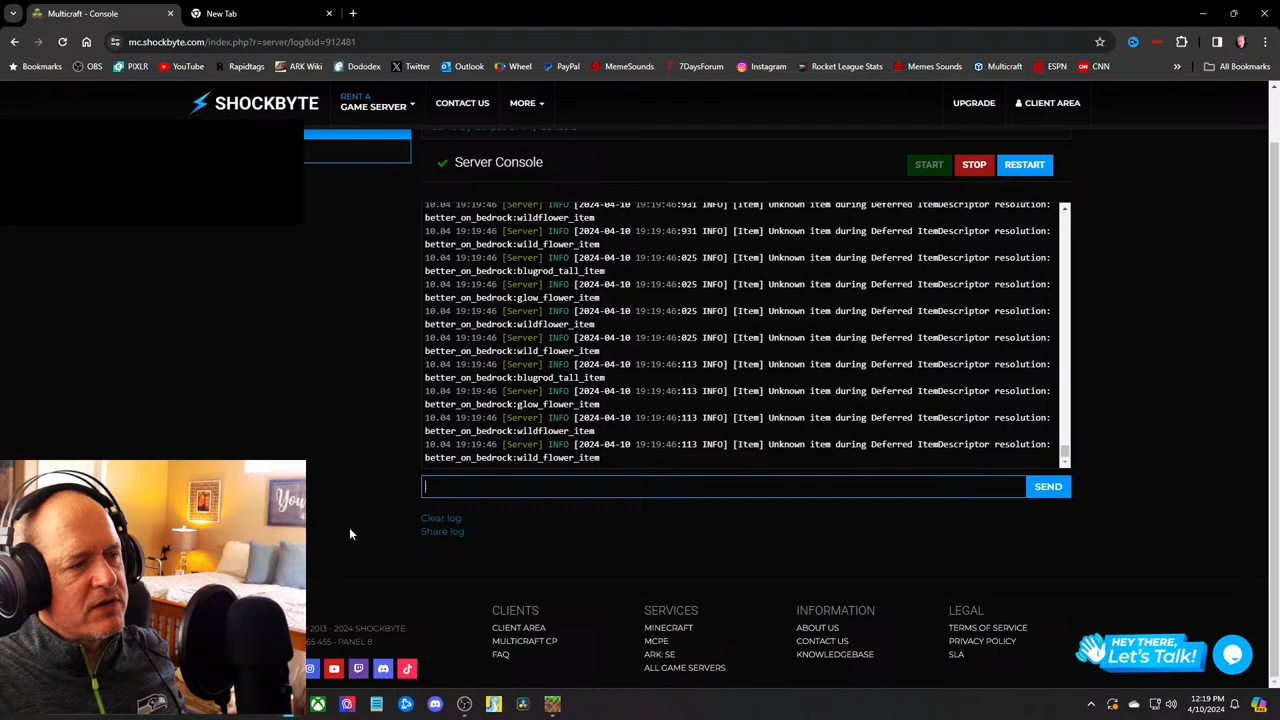 Multicraft - Console
New Tab
mc.shockbyte.com/index.php?r=server/log&id=912481
Bookmarks OBS PIXLR YouTube Rapidtags ARK Wiki Dododex Twitter Outlook Wheel PayPal MemeSounds 7DaysForum Instagram Rocket League Stats Memes Sounds Multicraft ESPN CNN » All Bookmarks
SHOCKBYTE
RENT A
GAME SERVER
CONTACT US
MORE
UPGRADE
CLIENT AREA
Server Console
START STOP RESTART
10.04 19:19:46 [Server] INFO [2024-04-10 19:19:46:931 INFO] [Item] Unknown item during Deferred ItemDescriptor resolution:
better_on_bedrock:wildflower_item
10.04 19:19:46 [Server] INFO [2024-04-10 19:19:46:931 INFO] [Item] Unknown item during Deferred ItemDescriptor resolution:
better_on_bedrock:wild_flower_item
10.04 19:19:46 [Server] INFO [2024-04-10 19:19:46:025 INFO] [Item] Unknown item during Deferred ItemDescriptor resolution:
better_on_bedrock:blugrod_tall_item
10.04 19:19:46 [Server] INFO [2024-04-10 19:19:46:025 INFO] [Item] Unknown item during Deferred ItemDescriptor resolution:
better_on_bedrock:glow_flower_item
10.04 19:19:46 [Server] INFO [2024-04-10 19:19:46:025 INFO] [Item] Unknown item during Deferred ItemDescriptor resolution:
better_on_bedrock:wildflower_item
10.04 19:19:46 [Server] INFO [2024-04-10 19:19:46:025 INFO] [Item] Unknown item during Deferred ItemDescriptor resolution:
better_on_bedrock:wild_flower_item
10.04 19:19:46 [Server] INFO [2024-04-10 19:19:46:113 INFO] [Item] Unknown item during Deferred ItemDescriptor resolution:
better_on_bedrock:blugrod_tall_item
10.04 19:19:46 [Server] INFO [2024-04-10 19:19:46:113 INFO] [Item] Unknown item during Deferred ItemDescriptor resolution:
better_on_bedrock:glow_flower_item
10.04 19:19:46 [Server] INFO [2024-04-10 19:19:46:113 INFO] [Item] Unknown item during Deferred ItemDescriptor resolution:
better_on_bedrock:wildflower_item
10.04 19:19:46 [Server] INFO [2024-04-10 19:19:46:113 INFO] [Item] Unknown item during Deferred ItemDescriptor resolution:
better_on_bedrock:wild_flower_item
SEND
Clear log
Share log
You
2013 - 2024 SHOCKBYTE
65 455 - PANEL 8
CLIENTS
CLIENT AREA
MULTICRAFT CP
FAQ
SERVICES
MINECRAFT
MCPE
ARK: SE
ALL GAME SERVERS
INFORMATION
ABOUT US
CONTACT US
KNOWLEDGEBASE
LEGAL
TERMS OF SERVICE
PRIVACY POLICY
SLA
HEY THERE,
Let's Talk!
12:19 PM
4/10/2024